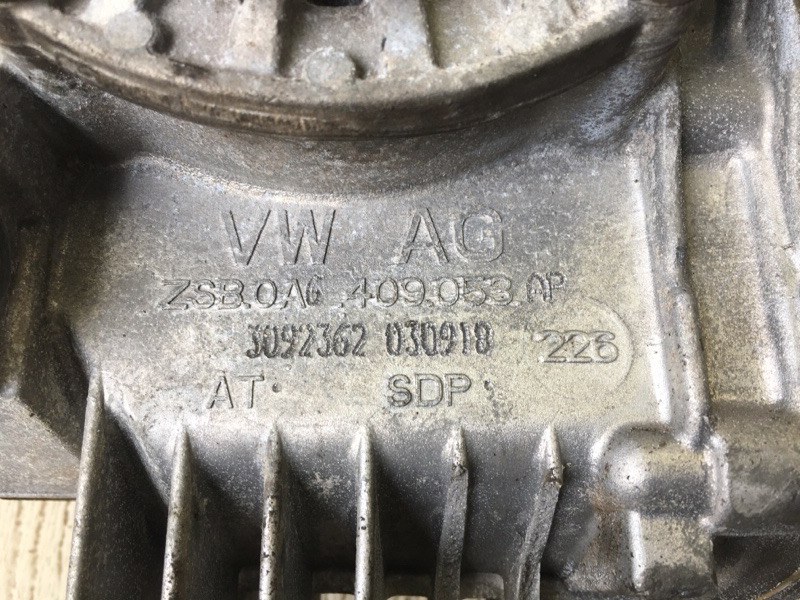 VW AG
ZSB.0A6 .409.053.AP
3092362 030918 226
AT. SDP.